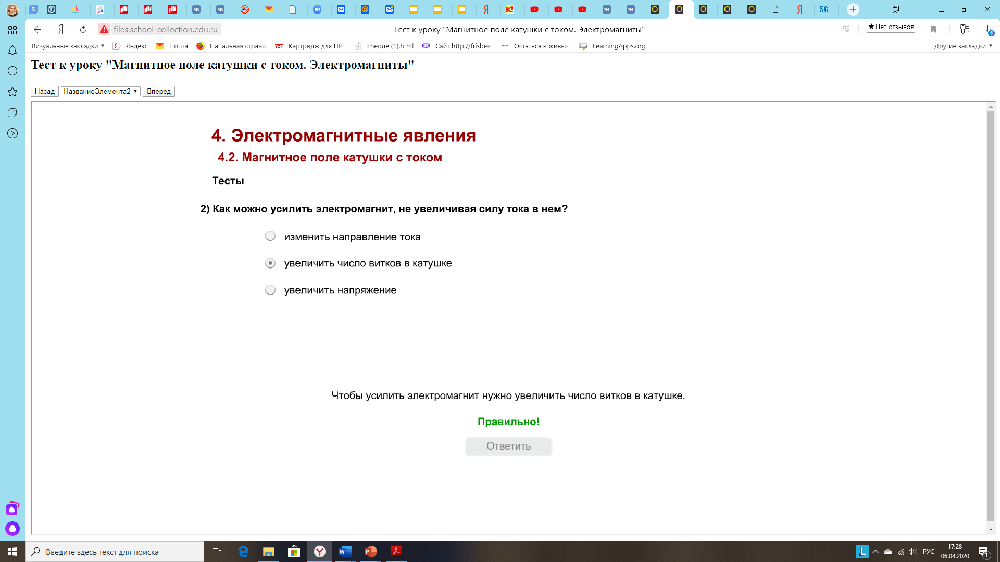 files.school-collection.edu.ru
Тест к уроку "Магнитное поле катушки с током. Электромагниты"
★ Нет отзывов
6
Визуальные закладки
Яндекс
Почта
Начальная страни
Картридж для HP
cheque (1).html
Сайт http://frisbee
Остаться в живых
LearningApps.org
Другие закладки
Тест к уроку "Магнитное поле катушки с током. Электромагниты"
Назад
НазваниеЭлемента2
Вперед
4. Электромагнитные явления
4.2. Магнитное поле катушки с током
Тесты
2) Как можно усилить электромагнит, не увеличивая силу тока в нем?
изменить направление тока
увеличить число витков в катушке
увеличить напряжение
Чтобы усилить электромагнит нужно увеличить число витков в катушке.
Правильно!
Ответить
Введите здесь текст для поиска
РУС
17:28
06.04.2020
1